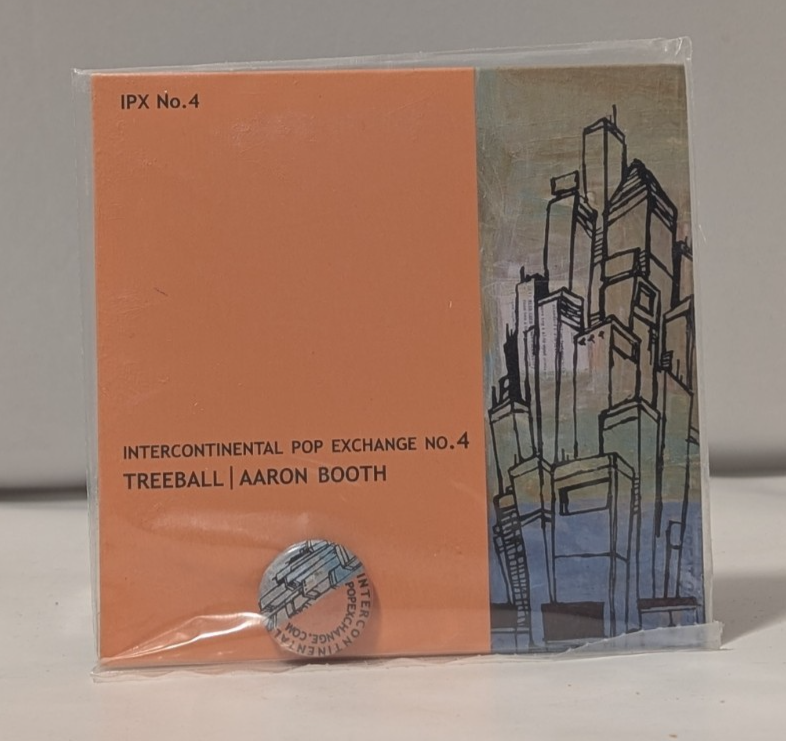 IPX No.4
INTERCONTINENTAL POP EXCHANGE NO.4
TREEBALL | AARON BOOTH
INTERCONTINENTAL
POPEXCHANGE.COM